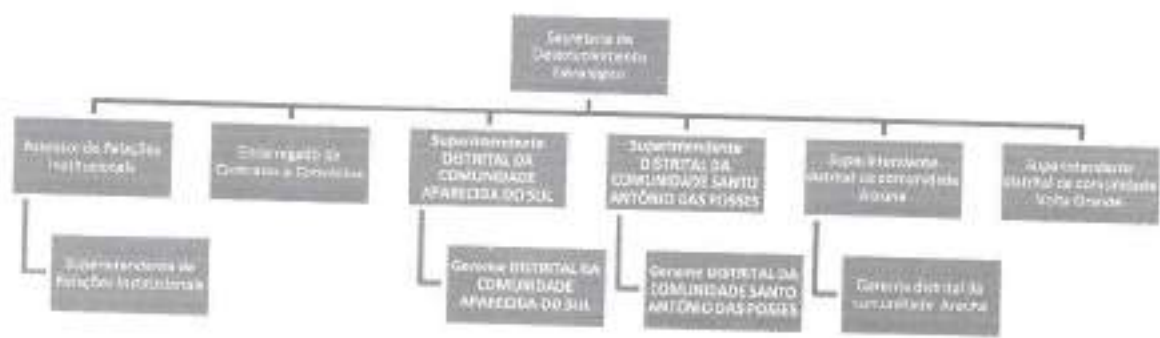 Secretaria de
Desenvolvimento
Estratégico
Assessor de Relações
Institucionais
Encarregado de
Contratos e Convênios
Superintendente
DISTRITAL DA
COMUNIDADE
APARECIDA DO SUL
Superintendente
DISTRITAL DA
COMUNIDADE SANTO
ANTÔNIO DAS POSSES
Superintendente
distrital da comunidade
Superintendente
distrital da comunidade
Volta Grande
Superintendente de
Relações Institucionais
Gerente DISTRITAL DA
COMUNIDADE
APARECIDA DO SUL
Gerente DISTRITAL DA
COMUNIDADE SANTO
ANTÔNIO DAS POSSES
Gerente distrital da
comunidade